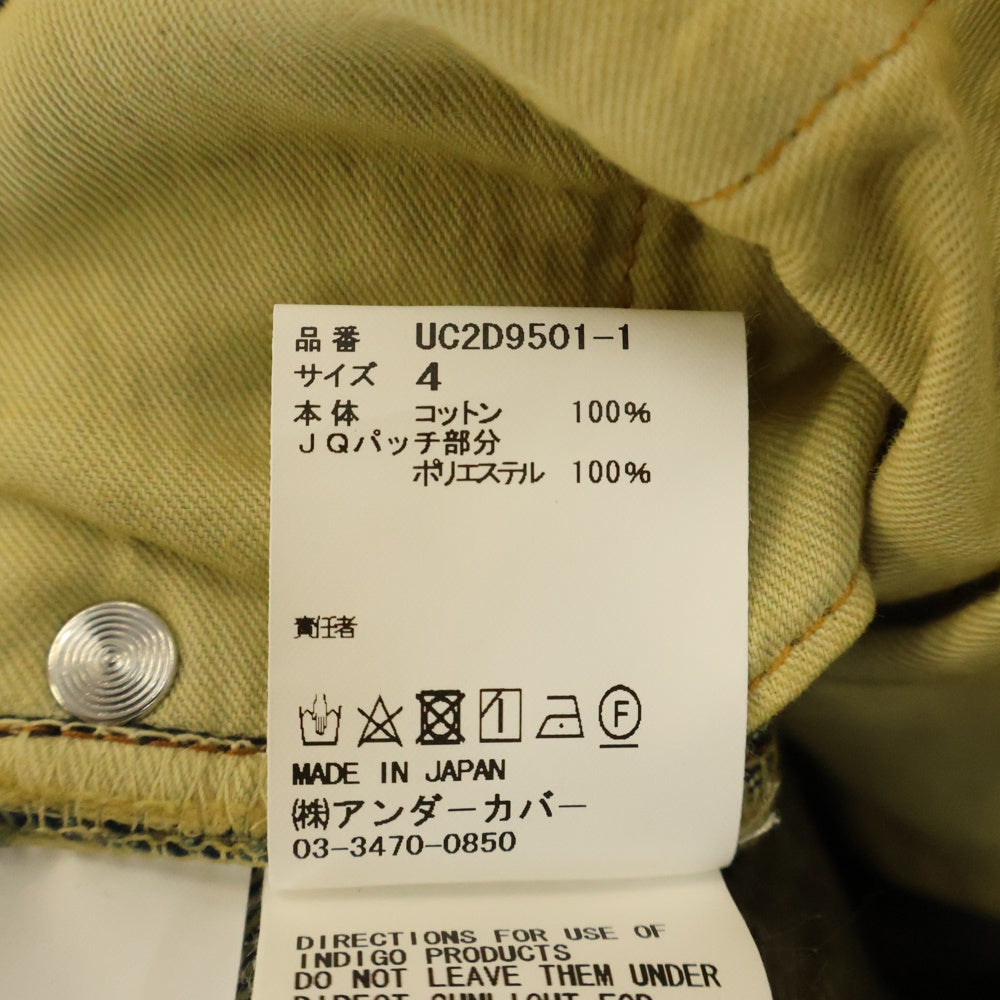 品番 UC2D9501-1
サイズ 4
本体 コットン 100%
JQパッチ部分
ポリエステル 100%
責任者
F
MADE IN JAPAN
㈱アンダーカバー
03-3470-0850
DIRECTIONS FOR USE OF
INDIGO PRODUCTS
DO NOT LEAVE THEM UNDER
DIRECT SUNLIGHT FOR